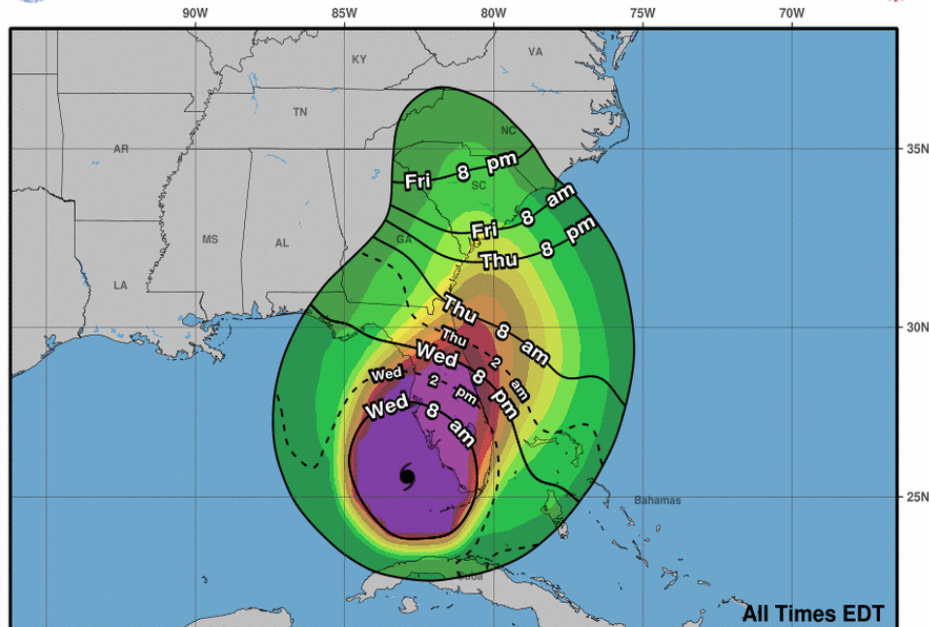 90W 85W 80W 75W 70W
KY
VA
TN
AR
NC
35N
Fri 8 pm
SC
Fri 8 am
MS
AL
GA
Thu 8 pm
LA
Thu 8 am
30N
Thu 2 am
Wed 8 pm
Wed 2 pm
Wed 8 am
25N
Bahamas
Cuba
All Times EDT